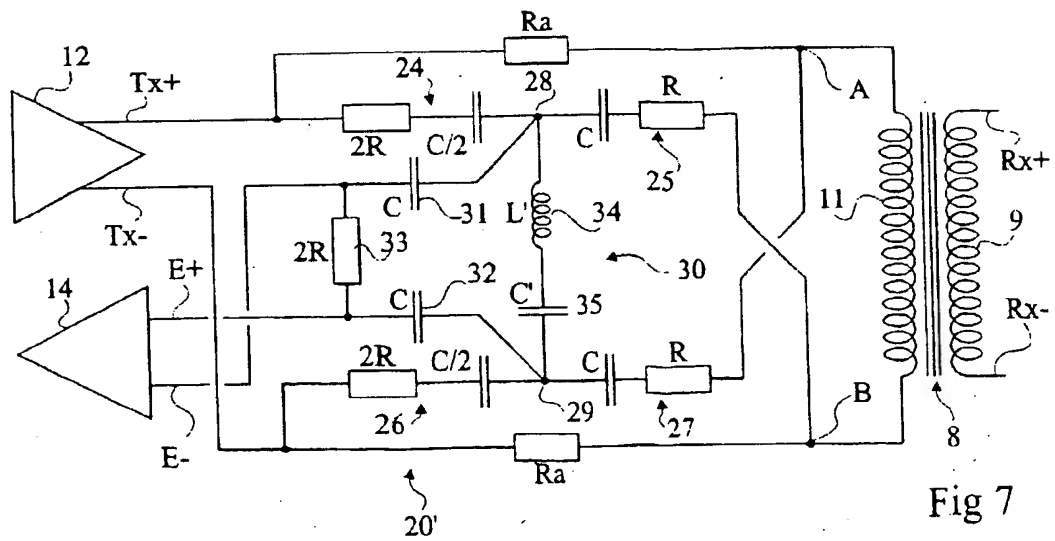 Ra
12
Tx+
24
28
R
A
2R
C/2
C
25
Rx+
C
31
L'
34
11
9
Tx-
2R
33
30
14
E+
C
32
C'
35
Rx-
2R
C/2
R
E-
26
29
C
27
B
8
Ra
20'
Fig 7